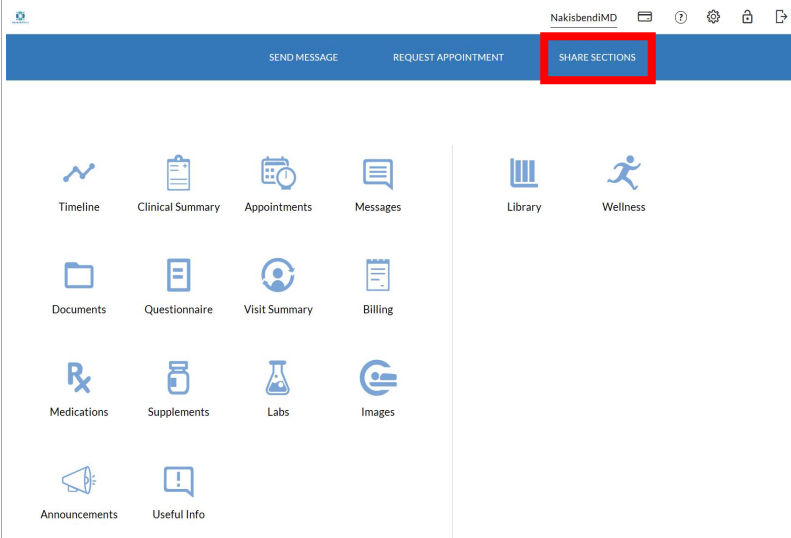 NakisbendiMD
SEND MESSAGE REQUEST APPOINTMENT SHARE SECTIONS
Timeline Clinical Summary Appointments Messages Library Wellness
Documents Questionnaire Visit Summary Billing
Medications Supplements Labs Images
Announcements Useful Info